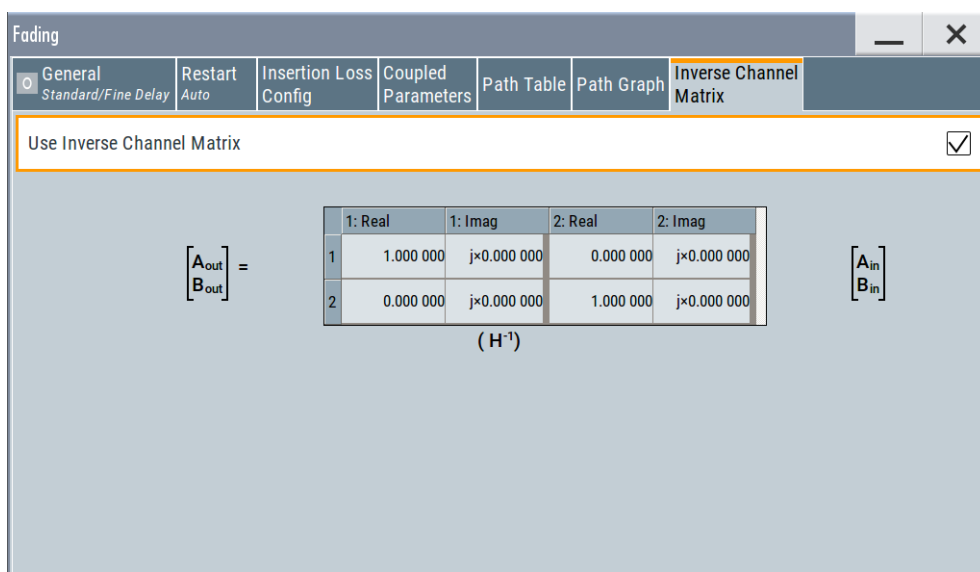 Fading
General
Standard/Fine Delay
Restart
Auto
Insertion Loss
Config
Coupled
Parameters
Path Table
Path Graph
Inverse Channel
Matrix
Use Inverse Channel Matrix
1: Real 1: Imag 2: Real 2: Imag
1 1.000 000 j×0.000 000 0.000 000 j×0.000 000
2 0.000 000 j×0.000 000 1.000 000 j×0.000 000
Aout
Bout
=
Ain
Bin
( H-1)